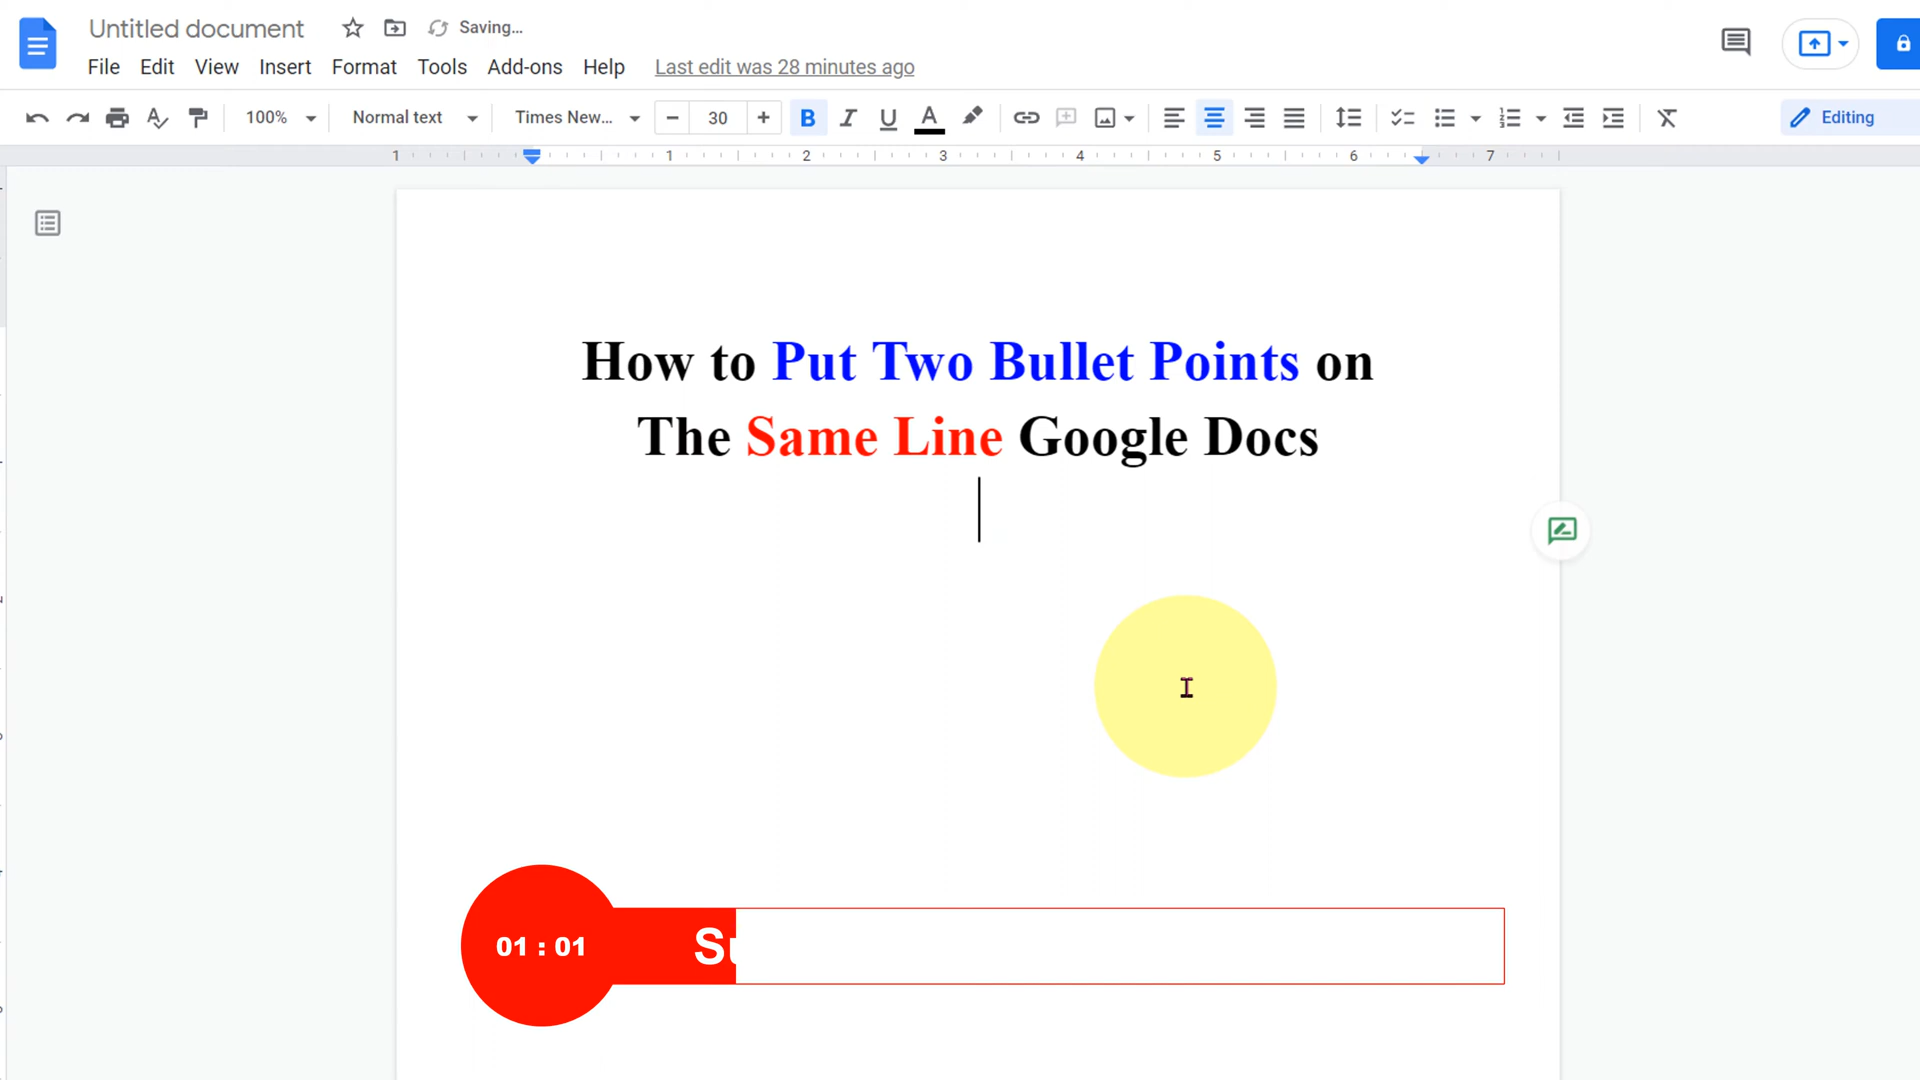 Untitled document Saving...
File Edit View Insert Format Tools Add-ons Help Last edit was 28 minutes ago
100% Normal text Times New... 30 B I U A Editing
1 1 2 3 4 5 6 7
How to Put Two Bullet Points on
The Same Line Google Docs
01 : 01